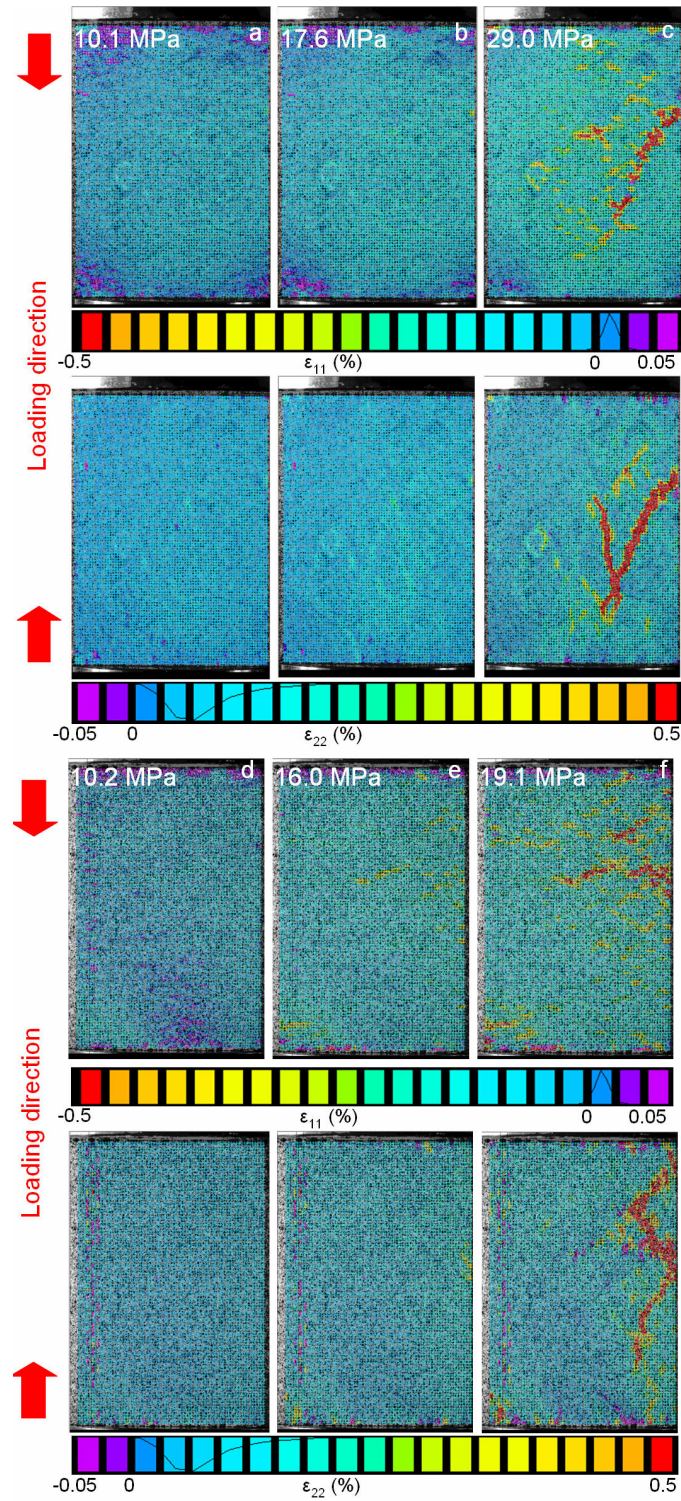 10.1 MPa a 17.6 MPa b 29.0 MPa c
Loading direction
-0.5 ε₁₁ (%) 0 0.05
-0.05 0 ε₂₂ (%) 0.5
10.2 MPa d 16.0 MPa e 19.1 MPa f
Loading direction
-0.5 ε₁₁ (%) 0 0.05
-0.05 0 ε₂₂ (%) 0.5